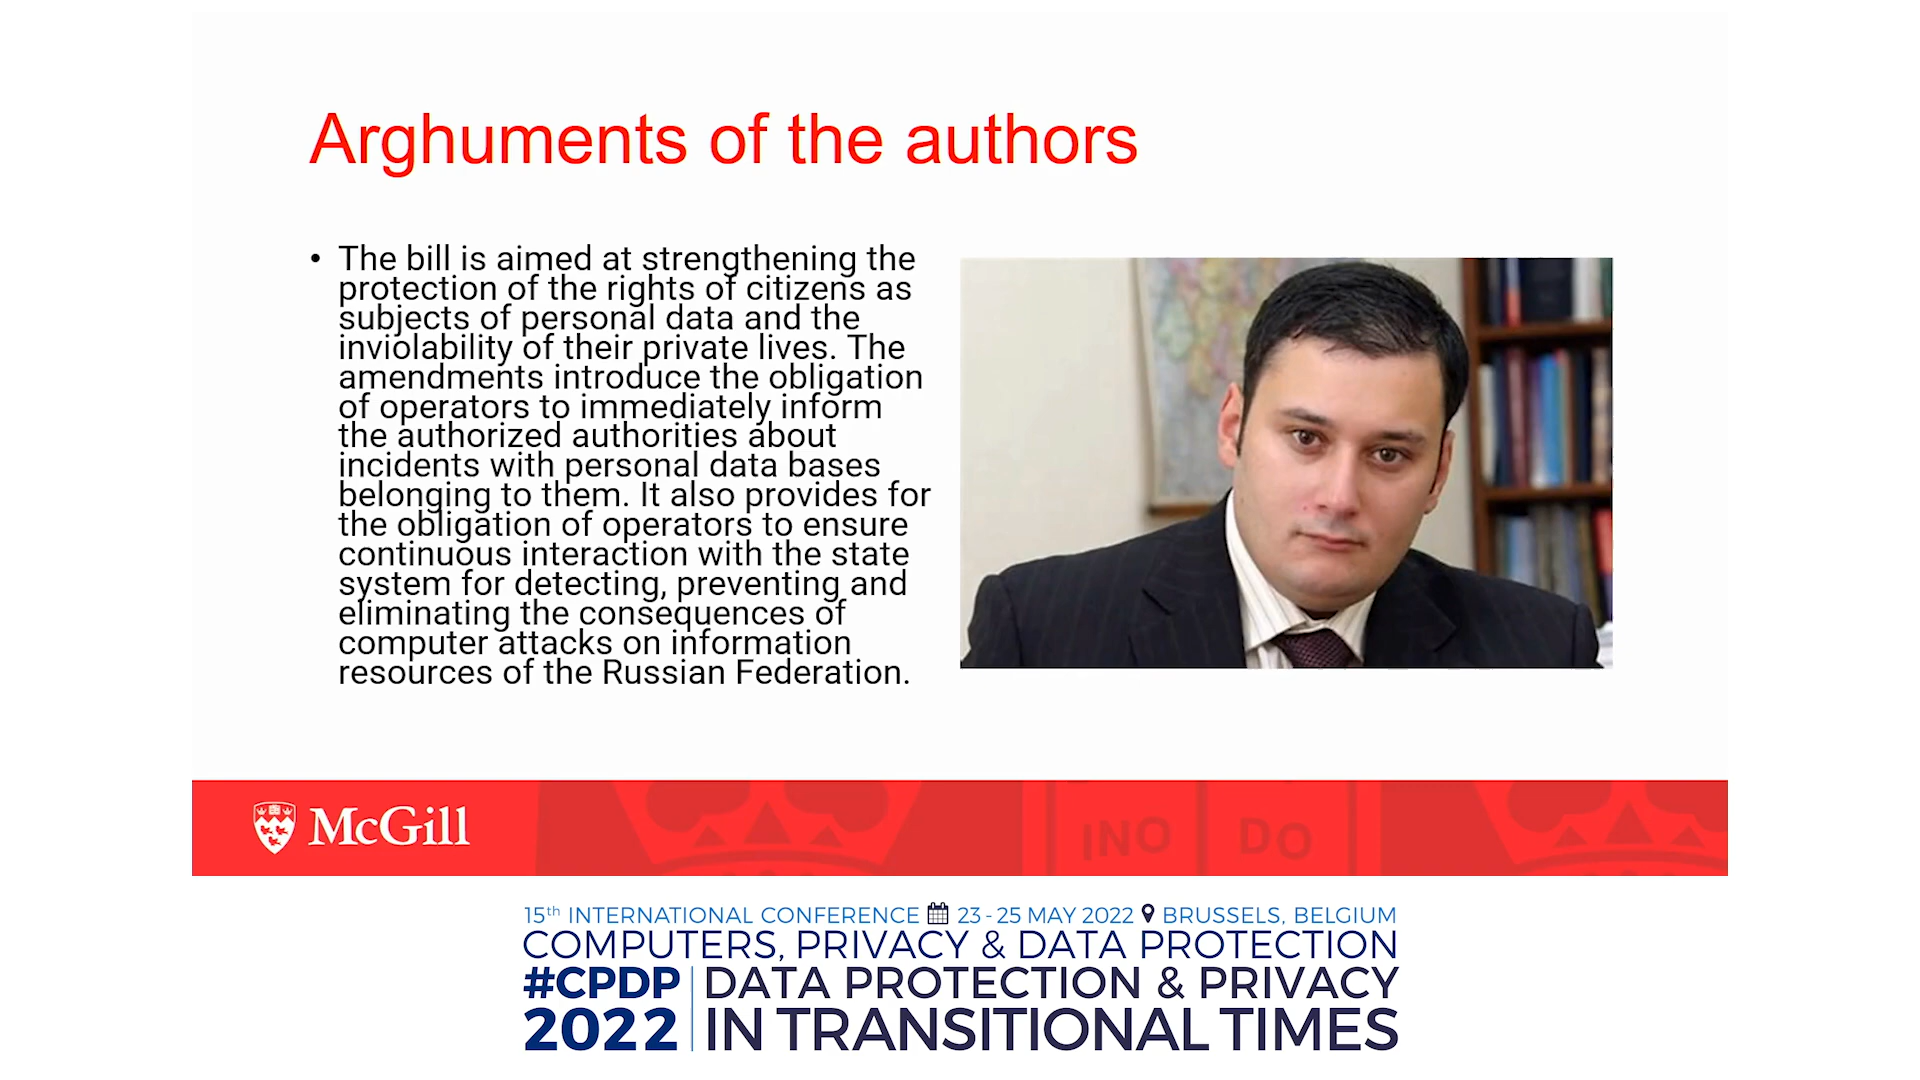 Arghuments of the authors
• The bill is aimed at strengthening the
protection of the rights of citizens as
subjects of personal data and the
inviolability of their private lives. The
amendments introduce the obligation
of operators to immediately inform
the authorized authorities about
incidents with personal data bases
belonging to them. It also provides for
the obligation of operators to ensure
continuous interaction with the state
system for detecting, preventing and
eliminating the consequences of
computer attacks on information
resources of the Russian Federation.
McGill
INO DO
15th INTERNATIONAL CONFERENCE 23-25 MAY 2022 BRUSSELS, BELGIUM
COMPUTERS, PRIVACY & DATA PROTECTION
#CPDP DATA PROTECTION & PRIVACY
2022 IN TRANSITIONAL TIMES